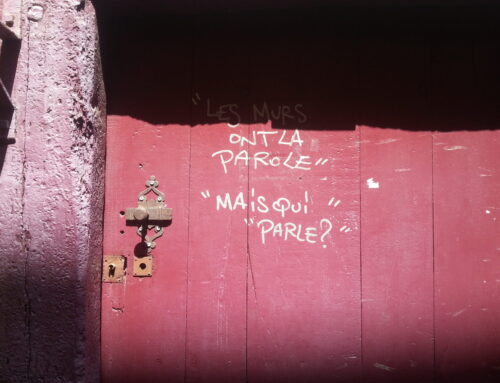 "LES MURS
ONT LA
PAROLE"
"MAiS QUi "
"PARLE?"